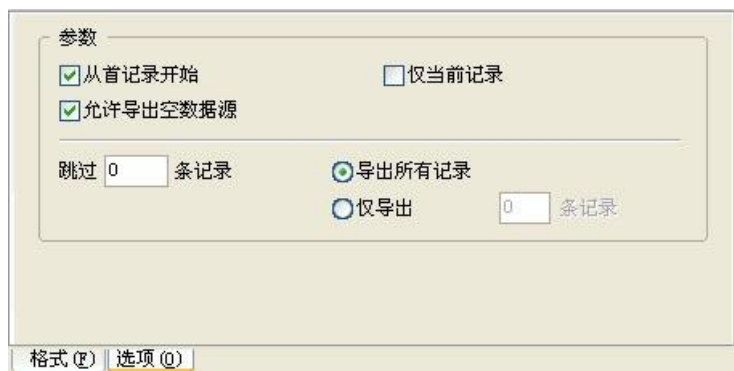 参数
从首记录开始 仅当前记录
允许导出空数据源
跳过 0 条记录 导出所有记录
仅导出 0 条记录
格式(F) 选项(O)